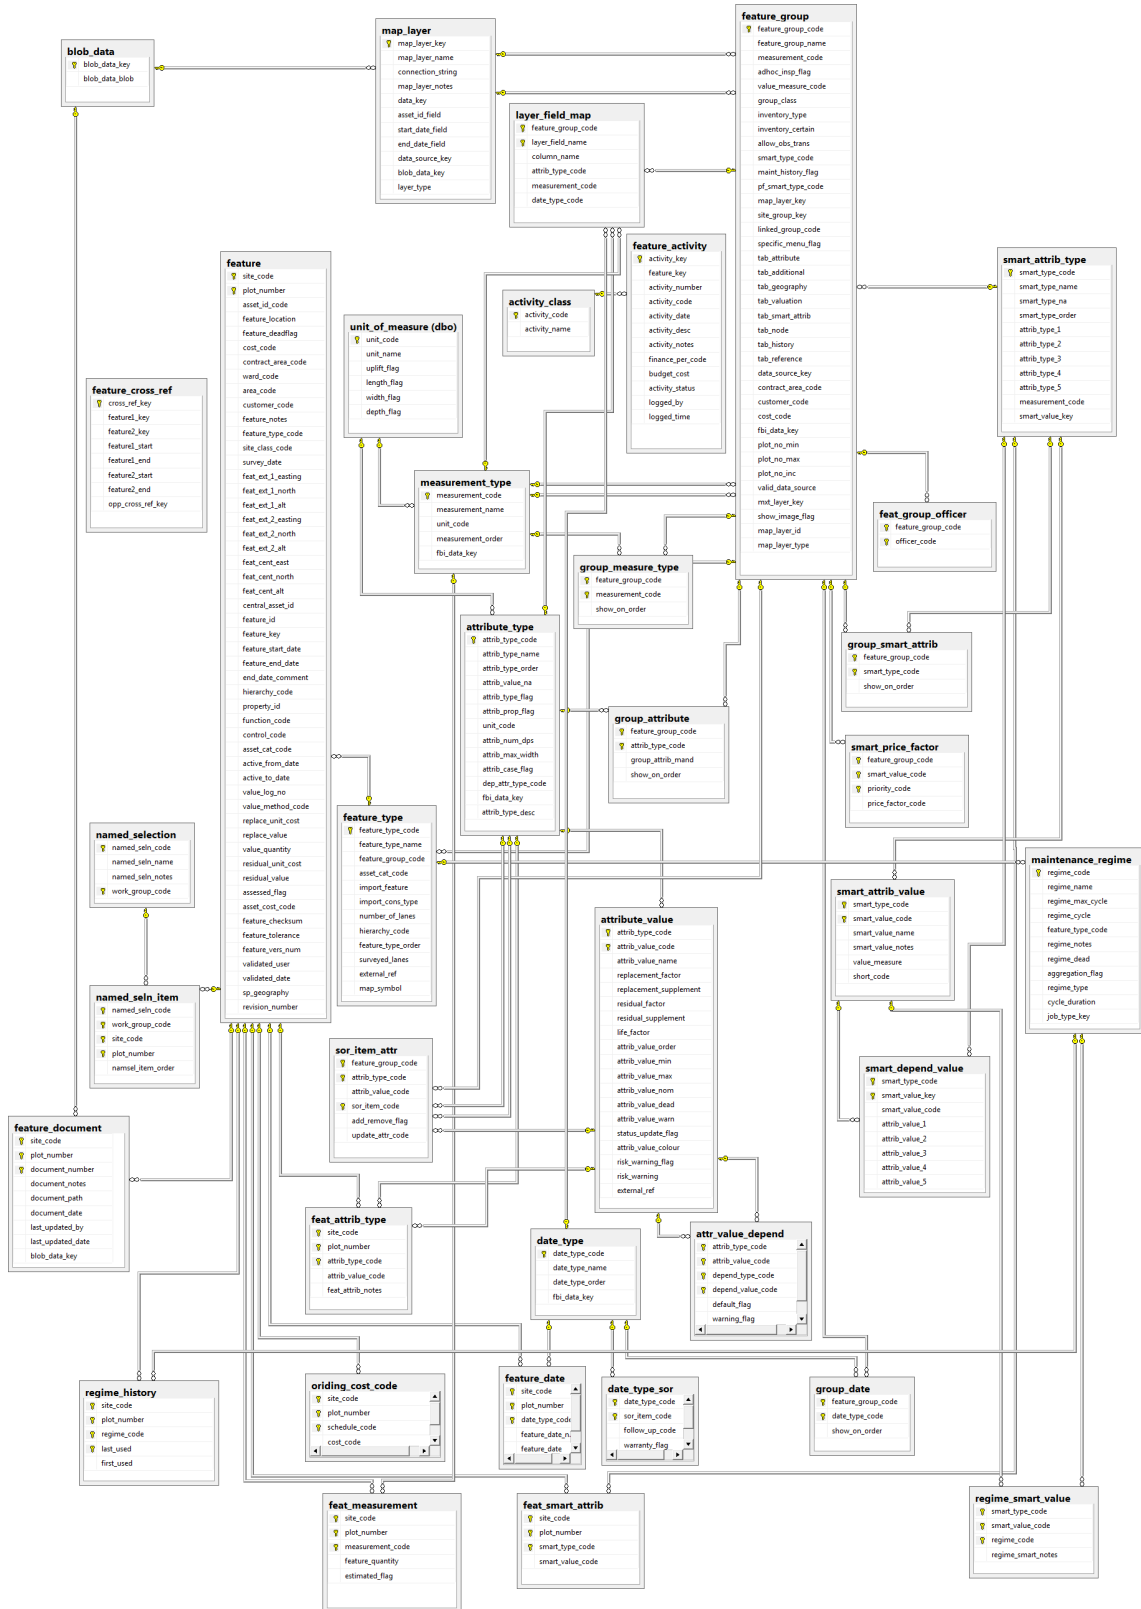 blob_data
blob_data_key
blob_data_blob
map_layer
map_layer_key
map_layer_name
connection_string
map_layer_notes
data_key
asset_id_field
start_date_field
end_date_field
data_source_key
blob_data_key
layer_type
feature_group
feature_group_code
feature_group_name
measurement_code
adhoc_insp_flag
value_measure_code
group_class
inventory_type
inventory_certain
allow_obs_trans
smart_type_code
maint_history_flag
pf_smart_type_code
map_layer_key
site_group_key
linked_group_code
specific_menu_flag
tab_attribute
tab_additional
tab_geography
tab_valuation
tab_smart_attrib
tab_node
tab_history
tab_reference
data_source_key
contract_area_code
customer_code
cost_code
fbi_data_key
plot_no_min
plot_no_max
plot_no_inc
valid_data_source
mxt_layer_key
show_image_flag
map_layer_id
map_layer_type
layer_field_map
feature_group_code
layer_field_name
column_name
attrib_type_code
measurement_code
date_type_code
feature_activity
activity_key
feature_key
activity_number
activity_code
activity_date
activity_desc
activity_notes
finance_per_code
budget_cost
activity_status
logged_by
logged_time
activity_class
activity_code
activity_name
smart_attrib_type
smart_type_code
smart_type_name
smart_type_na
smart_type_order
attrib_type_1
attrib_type_2
attrib_type_3
attrib_type_4
attrib_type_5
measurement_code
smart_value_key
feature
site_code
plot_number
asset_id_code
feature_location
feature_deadflag
cost_code
contract_area_code
ward_code
area_code
customer_code
feature_notes
feature_type_code
site_class_code
survey_date
feat_ext_1_easting
feat_ext_1_north
feat_ext_1_alt
feat_ext_2_easting
feat_ext_2_north
feat_ext_2_alt
feat_cent_east
feat_cent_north
feat_cent_alt
central_asset_id
feature_id
feature_key
feature_start_date
feature_end_date
end_date_comment
hierarchy_code
property_id
function_code
control_code
asset_cat_code
active_from_date
active_to_date
value_log_no
value_method_code
replace_unit_cost
replace_value
value_quantity
residual_unit_cost
residual_value
assessed_flag
asset_cost_code
feature_checksum
feature_tolerance
feature_vers_num
validated_user
validated_date
sp_geography
revision_number
unit_of_measure (dbo)
unit_code
unit_name
uplift_flag
length_flag
width_flag
depth_flag
feature_cross_ref
cross_ref_key
feature1_key
feature2_key
feature1_start
feature1_end
feature2_start
feature2_end
opp_cross_ref_key
measurement_type
measurement_code
measurement_name
unit_code
measurement_order
fbi_data_key
feat_group_officer
feature_group_code
officer_code
group_measure_type
feature_group_code
measurement_code
show_on_order
attribute_type
attrib_type_code
attrib_type_name
attrib_type_order
attrib_value_na
attrib_type_flag
attrib_prop_flag
unit_code
attrib_num_dps
attrib_max_width
attrib_case_flag
dep_attr_type_code
fbi_data_key
attrib_type_desc
group_smart_attrib
feature_group_code
smart_type_code
show_on_order
group_attribute
feature_group_code
attrib_type_code
group_attrib_mand
show_on_order
smart_price_factor
feature_group_code
smart_value_code
priority_code
price_factor_code
feature_type
feature_type_code
feature_type_name
feature_group_code
asset_cat_code
import_feature
import_cons_type
number_of_lanes
hierarchy_code
feature_type_order
surveyed_lanes
external_ref
map_symbol
named_selection
named_seln_code
named_seln_name
named_seln_notes
work_group_code
maintenance_regime
regime_code
regime_name
regime_max_cycle
regime_cycle
feature_type_code
regime_notes
regime_dead
aggregation_flag
regime_type
cycle_duration
job_type_key
smart_attrib_value
smart_type_code
smart_value_code
smart_value_name
smart_value_notes
value_measure
short_code
attribute_value
attrib_type_code
attrib_value_code
attrib_value_name
replacement_factor
replacement_supplement
residual_factor
residual_supplement
life_factor
attrib_value_order
attrib_value_min
attrib_value_max
attrib_value_nom
attrib_value_dead
attrib_value_warn
status_update_flag
attrib_value_colour
risk_warning_flag
risk_warning
external_ref
named_seln_item
named_seln_code
work_group_code
site_code
plot_number
namsel_item_order
sor_item_attr
feature_group_code
attrib_type_code
attrib_value_code
sor_item_code
add_remove_flag
update_attr_code
smart_depend_value
smart_type_code
smart_value_key
smart_value_code
attrib_value_1
attrib_value_2
attrib_value_3
attrib_value_4
attrib_value_5
feature_document
site_code
plot_number
document_number
document_notes
document_path
document_date
last_updated_by
last_updated_date
blob_data_key
feat_attrib_type
site_code
plot_number
attrib_type_code
attrib_value_code
feat_attrib_notes
date_type
date_type_code
date_type_name
date_type_order
fbi_data_key
attr_value_depend
attrib_type_code
attrib_value_code
depend_type_code
depend_value_code
default_flag
warning_flag
regime_history
site_code
plot_number
regime_code
last_used
first_used
oriding_cost_code
site_code
plot_number
schedule_code
cost_code
feature_date
site_code
plot_number
date_type_code
feature_date_n
feature_date
date_type_sor
date_type_code
sor_item_code
follow_up_code
warranty_flag
group_date
feature_group_code
date_type_code
show_on_order
feat_measurement
site_code
plot_number
measurement_code
feature_quantity
estimated_flag
feat_smart_attrib
site_code
plot_number
smart_type_code
smart_value_code
regime_smart_value
smart_type_code
smart_value_code
regime_code
regime_smart_notes